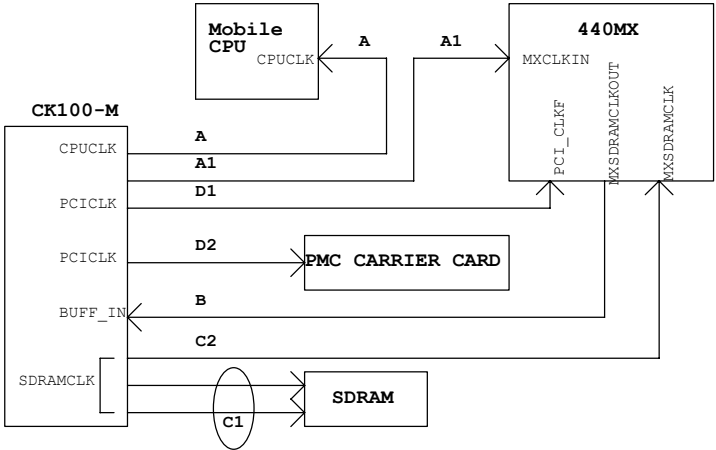 Mobile
CPU
CPUCLK
A
A1
440MX
MXCLKIN
PCI_CLKF
MXSDRAMCLKOUT
MXSDRAMCLK
CK100-M
CPUCLK
A
A1
PCICLK
D1
PCICLK
D2
PMC CARRIER CARD
BUFF_IN
B
C2
SDRAMCLK
SDRAM
C1